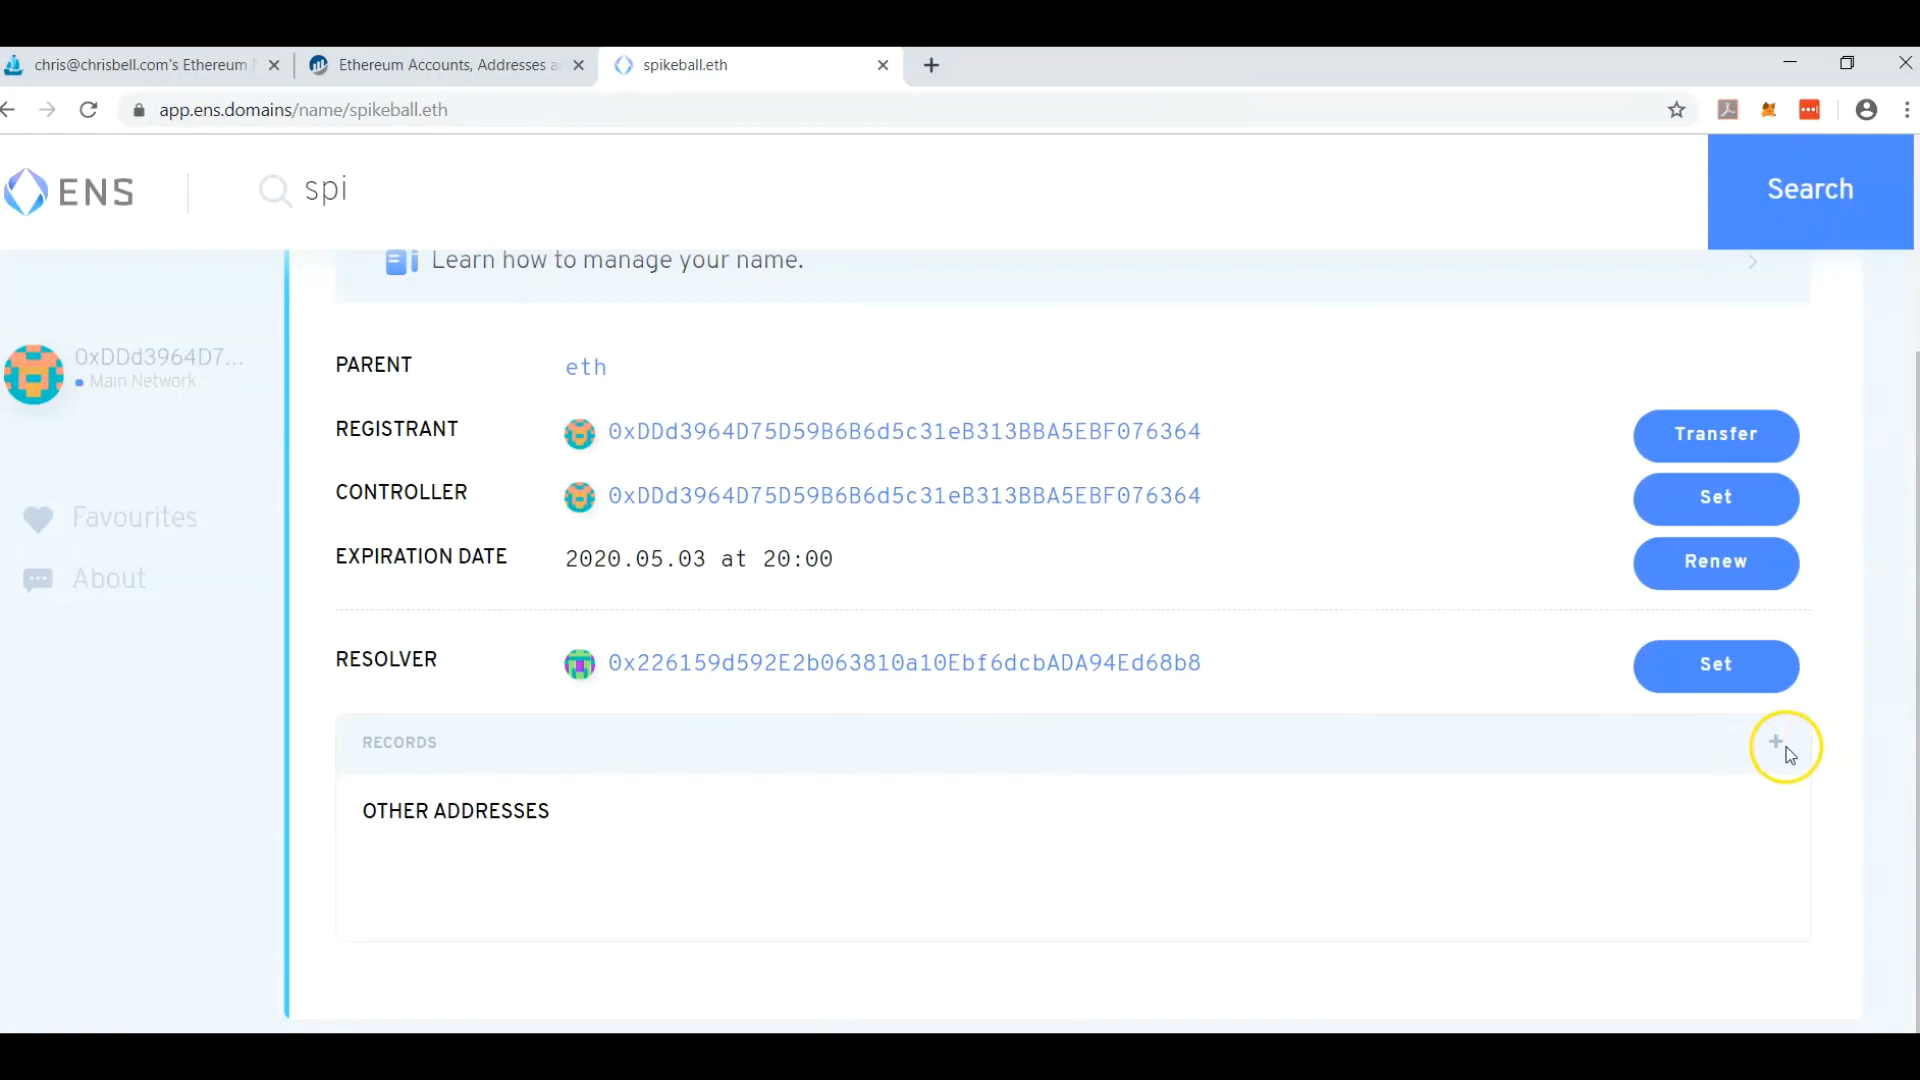 chris@chrisbell.com's Ethereum
Ethereum Accounts, Addresses a
spikeball.eth
app.ens.domains/name/spikeball.eth
ENS
spi
Search
Learn how to manage your name.
0xDDd3964D7...
Main Network
Favourites
About
PARENT
eth
REGISTRANT
0xDDd3964D75D59B6B6d5c31eB313BBA5EBF076364
Transfer
CONTROLLER
0xDDd3964D75D59B6B6d5c31eB313BBA5EBF076364
Set
EXPIRATION DATE
2020.05.03 at 20:00
Renew
RESOLVER
0x226159d592E2b063810a10Ebf6dcbADA94Ed68b8
Set
RECORDS
+
OTHER ADDRESSES